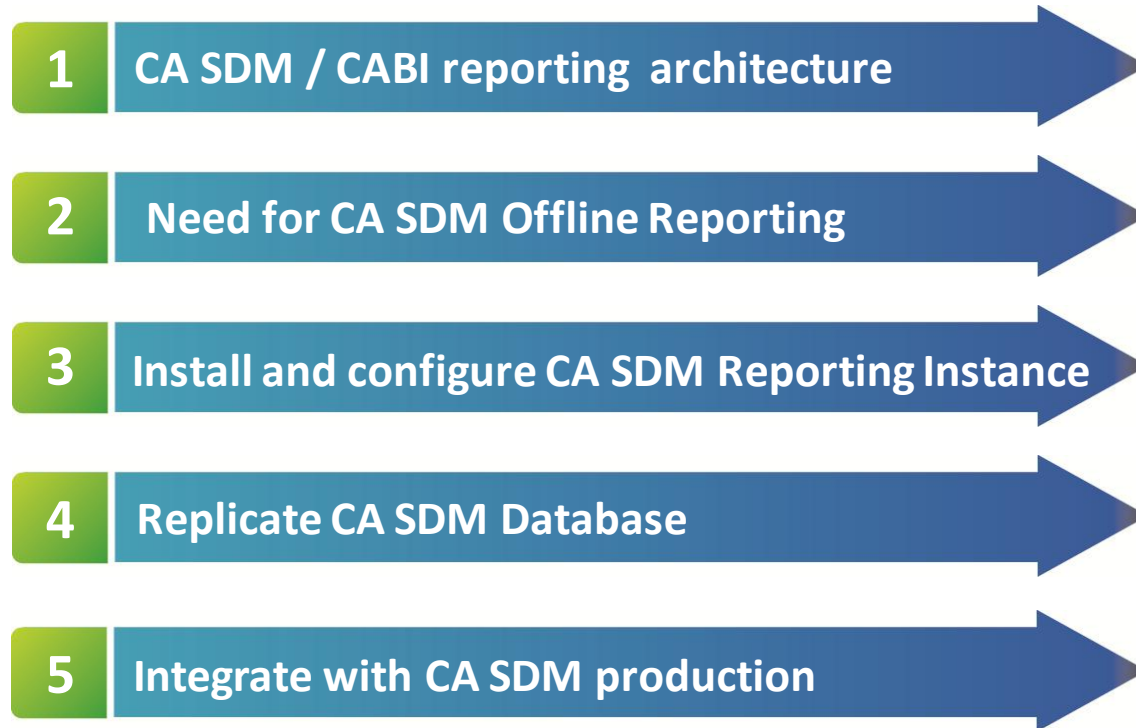 1 CA SDM / CABI reporting architecture
2 Need for CA SDM Offline Reporting
3 Install and configure CA SDM Reporting Instance
4 Replicate CA SDM Database
5 Integrate with CA SDM production